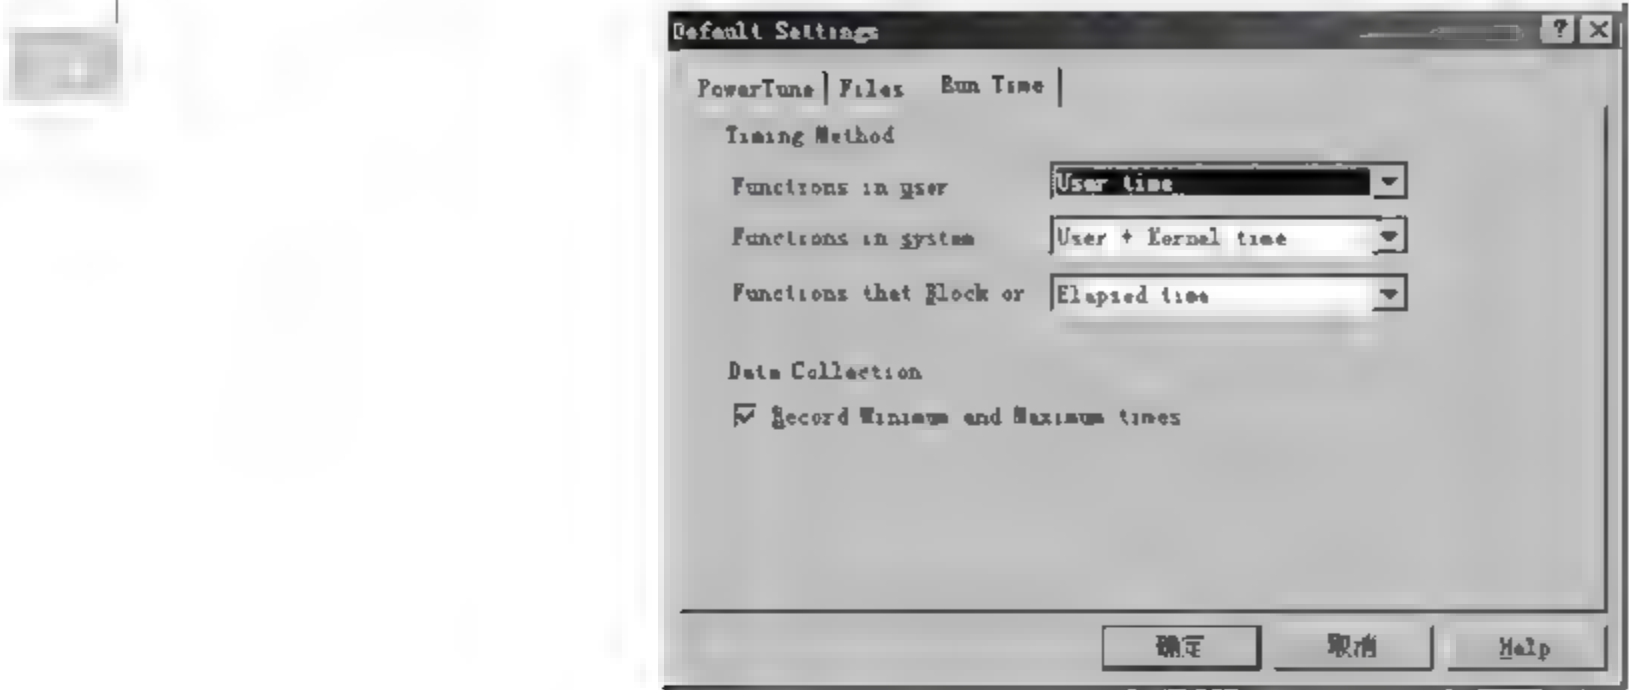 Default Settings
PowerTune Files Run Time
Timing Method
Functions in user User time
Functions in system User + Kernel time
Functions that Block or Elapsed time
Data Collection
Record Minimum and Maximum times
确定 取消 Help